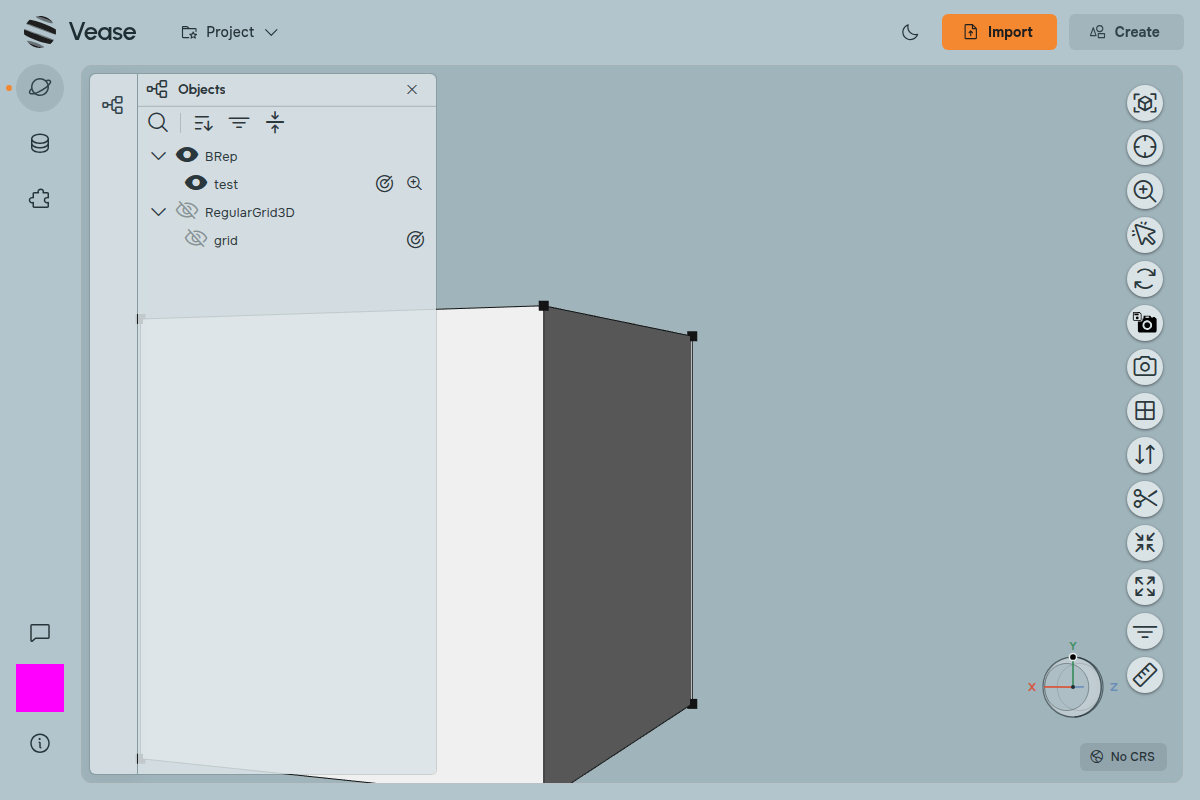 Vease
Project
Import
Create
Objects
BRep
test
RegularGrid3D
grid
Y
X
Z
No CRS